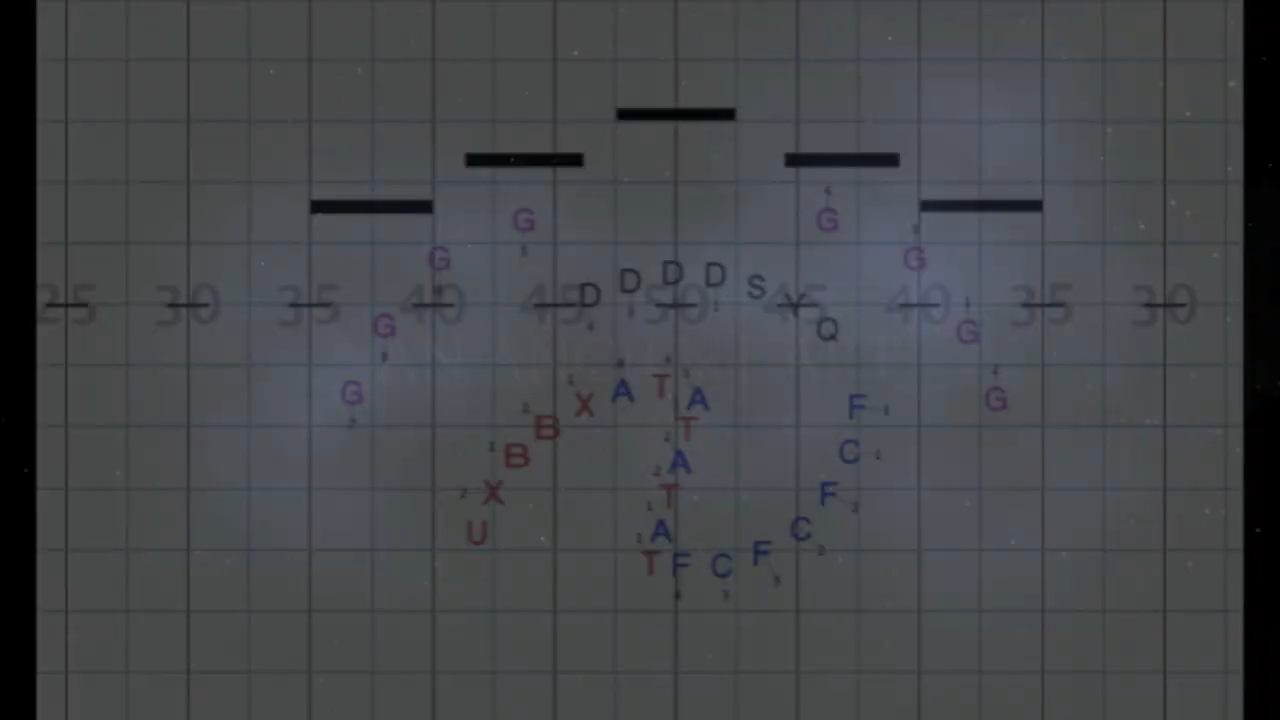 G G
G G
D D D D S Y
25 30 35 40 45 50 45 40 35 30
G Q G
X A T A
G F G
B T
B A C
X T F
U A C
T F C F